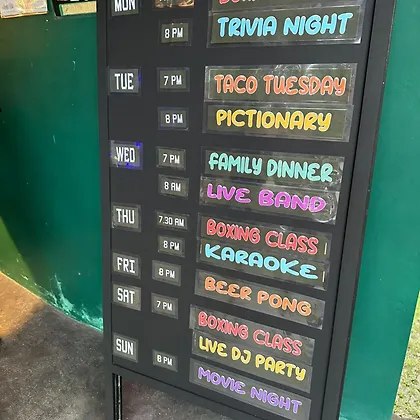 MON
8 PM TRIVIA NIGHT
TUE 7 PM TACO TUESDAY
8 PM PICTIONARY
WED 7 PM FAMILY DINNER
8 AM LIVE BAND
THU 7.30 AM BOXING CLASS
8 PM KARAOKE
FRI 8 PM BEER PONG
SAT 7 PM BOXING CLASS
LIVE DJ PARTY
SUN 8 PM MOVIE NIGHT